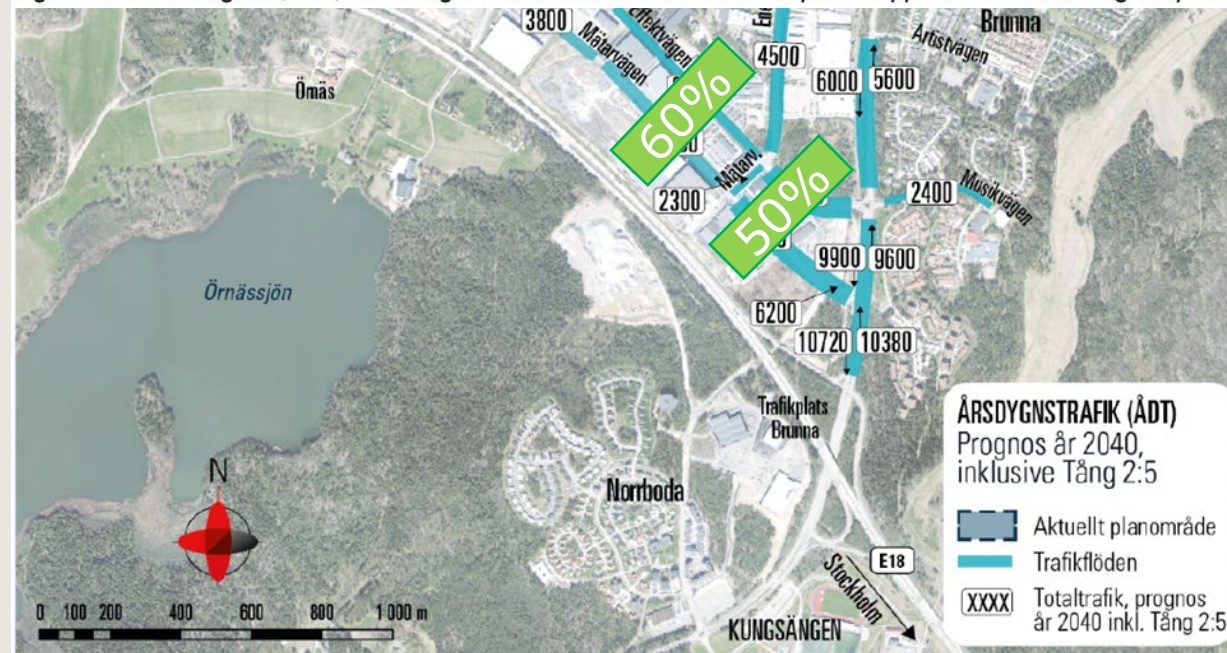 3800
Effektvägen
Mätarvägen
4500
6000
5600
Artistvägen
Brunna
Örnäs
60%
Mätarv.
2300
50%
2400
Mosikvägen
9900
9600
Örnässjön
6200
10720
10380
Trafikplats
Brunna
Norrboda
N
E18
Stockholm
KUNGSÄNGEN
0 100 200 400 600 800 1 000 m
ÅRSDYGNSTRAFIK (ÅDT)
Prognos år 2040,
inklusive Tång 2:5
Aktuellt planområde
Trafikflöden
XXXX
Totaltrafik, prognos
år 2040 inkl. Tång 2:5